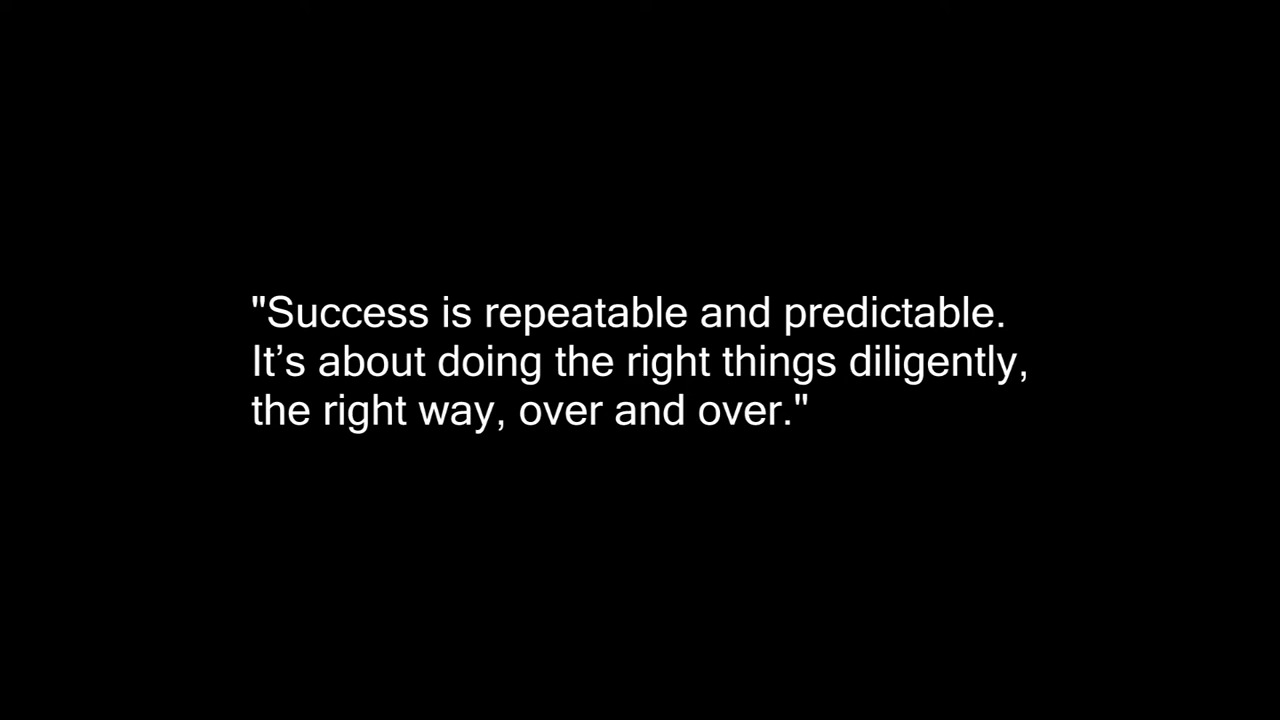 "Success is repeatable and predictable.
It’s about doing the right things diligently,
the right way, over and over."